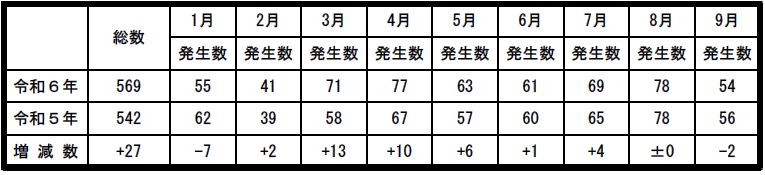 総数 1月 2月 3月 4月 5月 6月 7月 8月 9月
発生数 発生数 発生数 発生数 発生数 発生数 発生数 発生数 発生数
令和６年 569 55 41 71 77 63 61 69 78 54
令和５年 542 62 39 58 67 57 60 65 78 56
増減数 +27 -7 +2 +13 +10 +6 +1 +4 ±0 -2